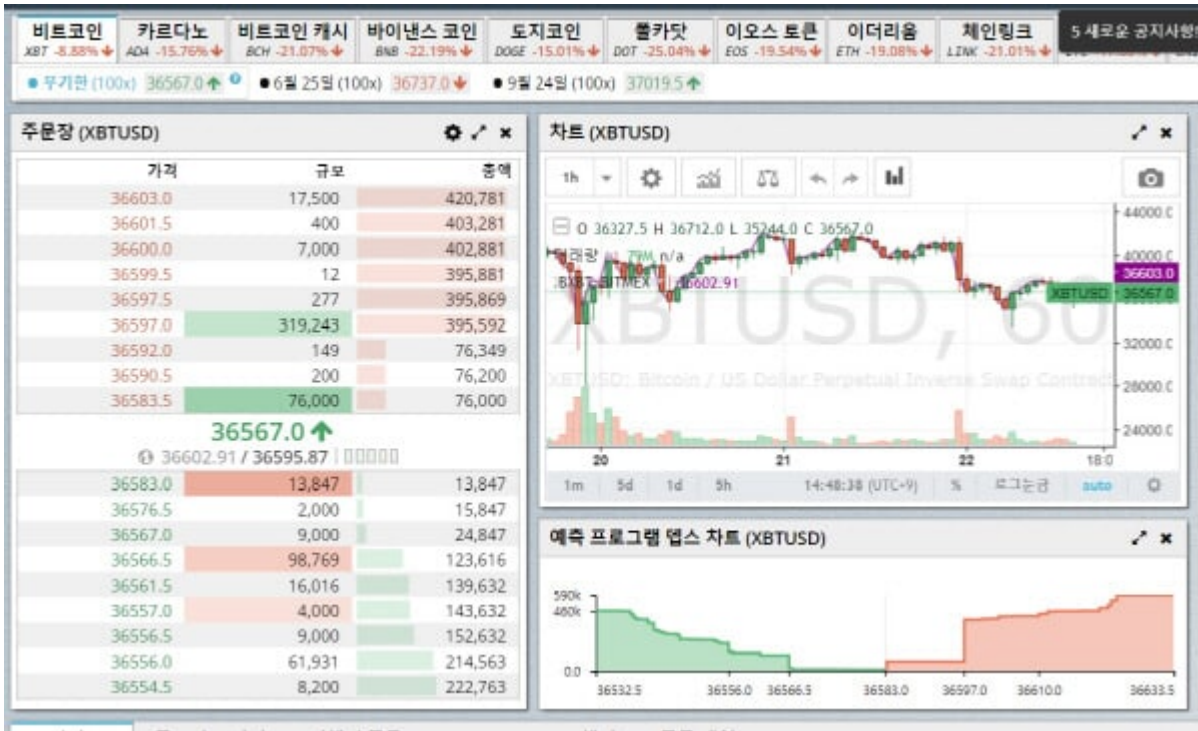 비트코인 카르다노 비트코인 캐시 바이낸스 코인 도지코인 폴카닷 이오스 토큰 이더리움 체인링크
XBT -8.88% ADA -15.76% BCH -21.07% BNB -22.19% DOGE -15.01% DOT -25.04% EOS -19.54% ETH -19.08% LINK -21.01%
5 새로운 공지사항
무기한 (100x) 36567.0 6월 25일 (100x) 36737.0 9월 24일 (100x) 37019.5
주문장 (XBTUSD)
가격 규모 총액
36603.0 17,500 420,781
36601.5 400 403,281
36600.0 7,000 402,881
36599.5 12 395,881
36597.5 277 395,869
36597.0 319,243 395,592
36592.0 149 76,349
36590.5 200 76,200
36583.5 76,000 76,000
36567.0
36602.91 / 36595.87
36583.0 13,847 13,847
36576.5 2,000 15,847
36567.0 9,000 24,847
36566.5 98,769 123,616
36561.5 16,016 139,632
36557.0 4,000 143,632
36556.5 9,000 152,632
36556.0 61,931 214,563
36554.5 8,200 222,763
차트 (XBTUSD)
1h
O 36327.5 H 36712.0 L 35244.0 C 36567.0
거래량 79M n/a
.BXBT, BITMEX 36602.91
XBTUSD, 60
XBTUSD: Bitcoin / US Dollar Perpetual Inverse Swap Contract
44000.0
40000.0
36603.0
XBTUSD 36567.0
32000.0
28000.0
24000.0
20 21 22 18:0
1m 5d 1d 5h 14:48:38 (UTC+9) % 로그눈금 auto
예측 프로그램 뎁스 차트 (XBTUSD)
590k
460k
0.0
36532.5 36556.0 36566.5 36583.0 36597.0 36610.0 36633.5